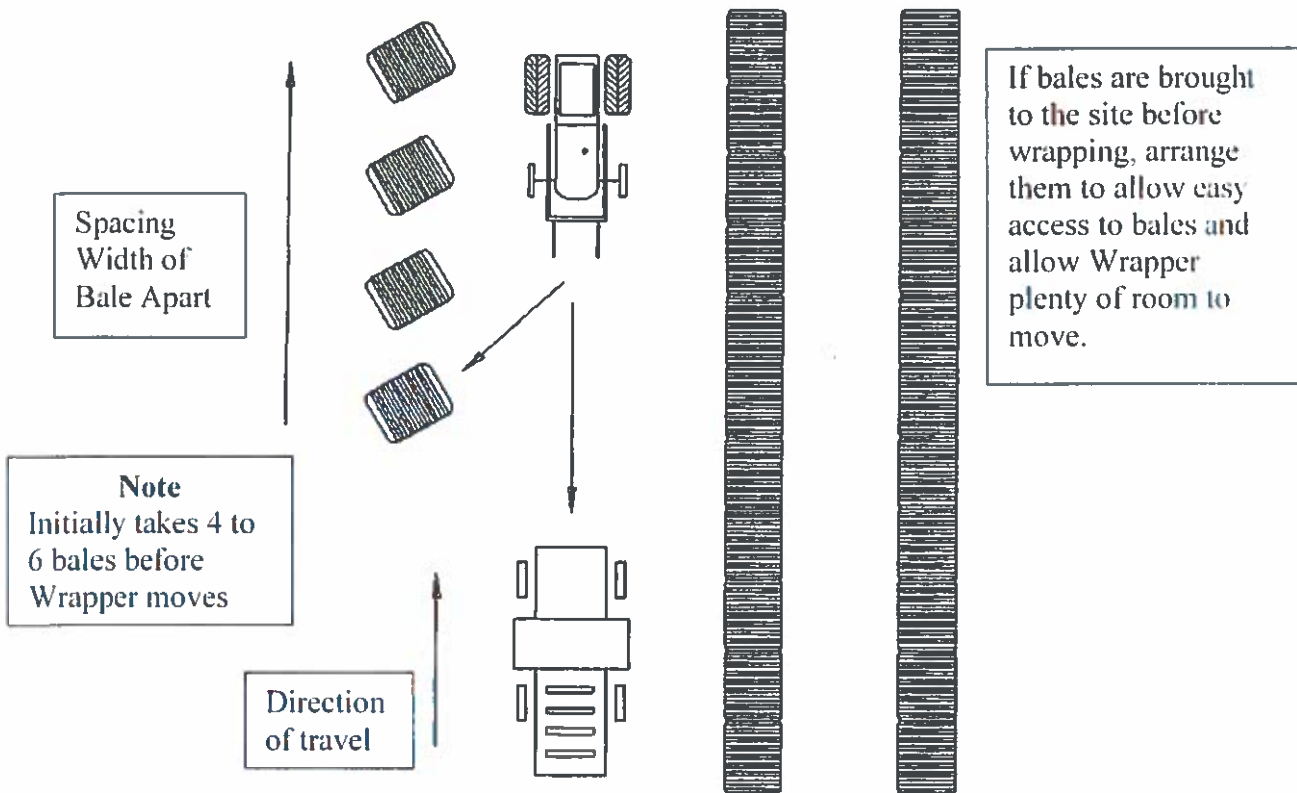 Spacing
Width of
Bale Apart
Note
Initially takes 4 to
6 bales before
Wrapper moves
Direction
of travel
If bales are brought
to the site before
wrapping, arrange
them to allow easy
access to bales and
allow Wrapper
plenty of room to
move.